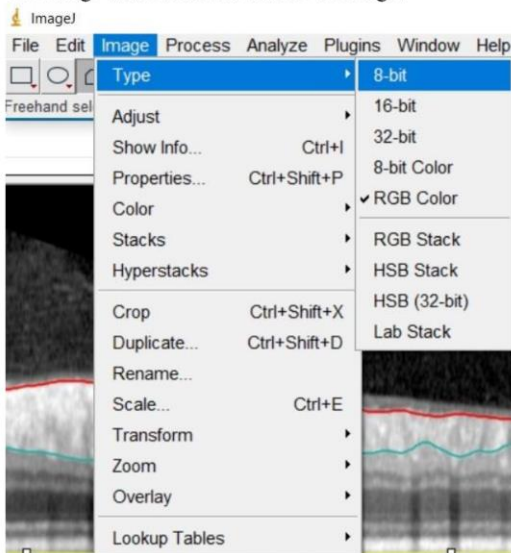 ImageJ
File Edit Image Process Analyze Plugins Window Help
Type
8-bit
Freehand sel
16-bit
Adjust
32-bit
Show Info... Ctrl+I
8-bit Color
Properties... Ctrl+Shift+P
✓ RGB Color
Color
Stacks
RGB Stack
Hyperstacks
HSB Stack
HSB (32-bit)
Crop Ctrl+Shift+X
Lab Stack
Duplicate... Ctrl+Shift+D
Rename...
Scale... Ctrl+E
Transform
Zoom
Overlay
Lookup Tables